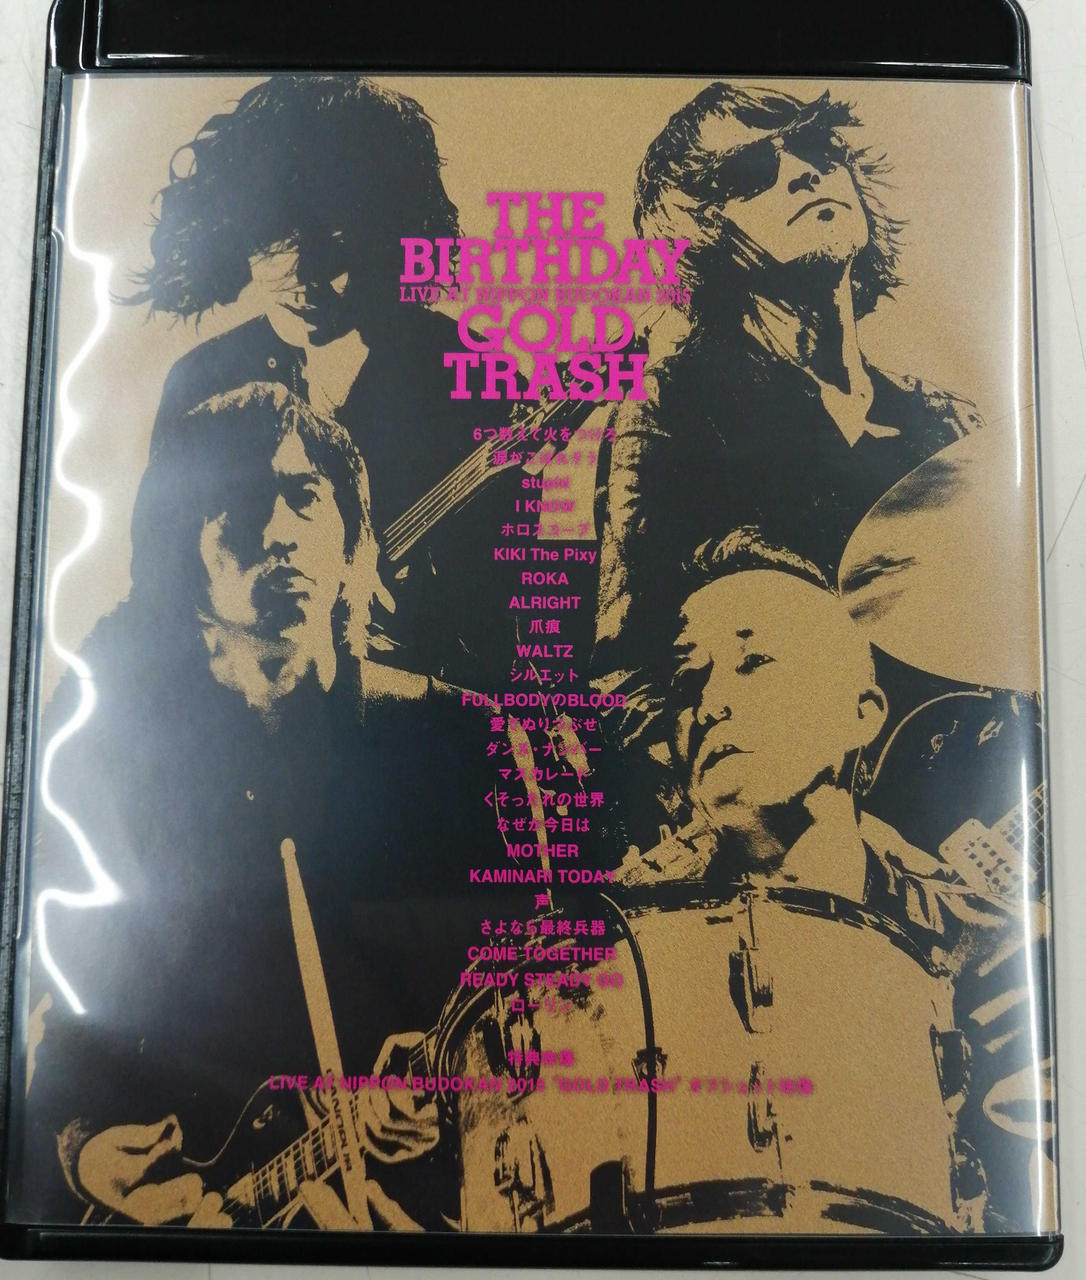 THE
BIRTHDAY
LIVE AT NIPPON BUDOKAN 2015
GOLD
TRASH
6つ数えて火をつけろ
涙がこぼれそう
stupid
I KNOW
ホロスコープ
KIKI The Pixy
ROKA
ALRIGHT
爪痕
WALTZ
シルエット
FULLBODYのBLOOD
愛でぬりつぶせ
ダンス・ナンバー
マスカレード
くそったれの世界
なぜか今日は
MOTHER
KAMINARI TODAY
声
さよなら最終兵器
COME TOGETHER
READY STEADY GO
ローリン
特典映像
LIVE AT NIPPON BUDOKAN 2015 "GOLD TRASH" オフショット映像